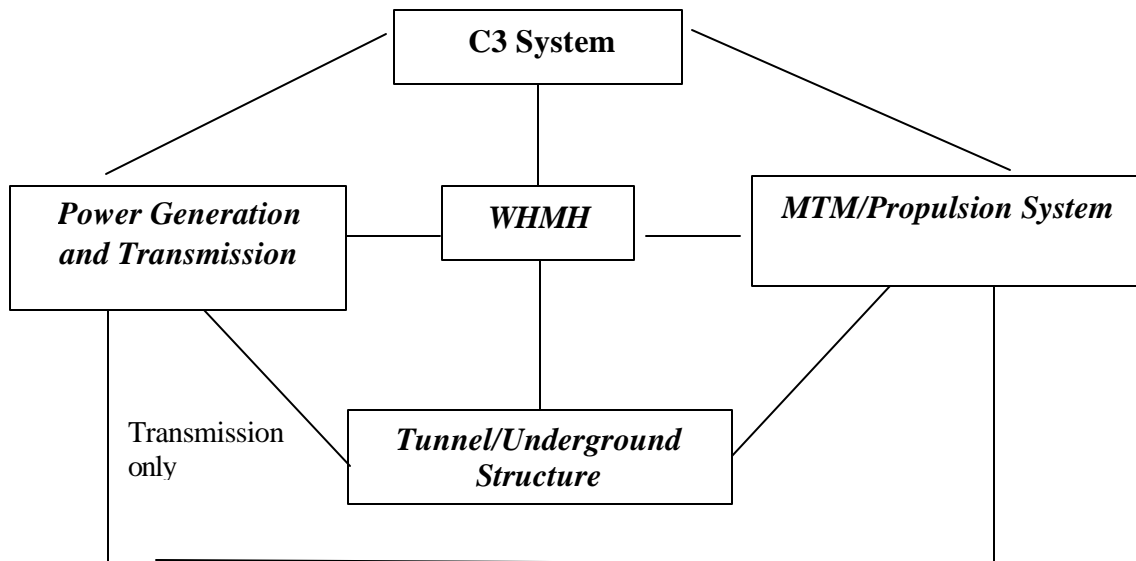 C3 System
Power Generation
and Transmission
WHMH
MTM/Propulsion System
Transmission
only
Tunnel/Underground
Structure